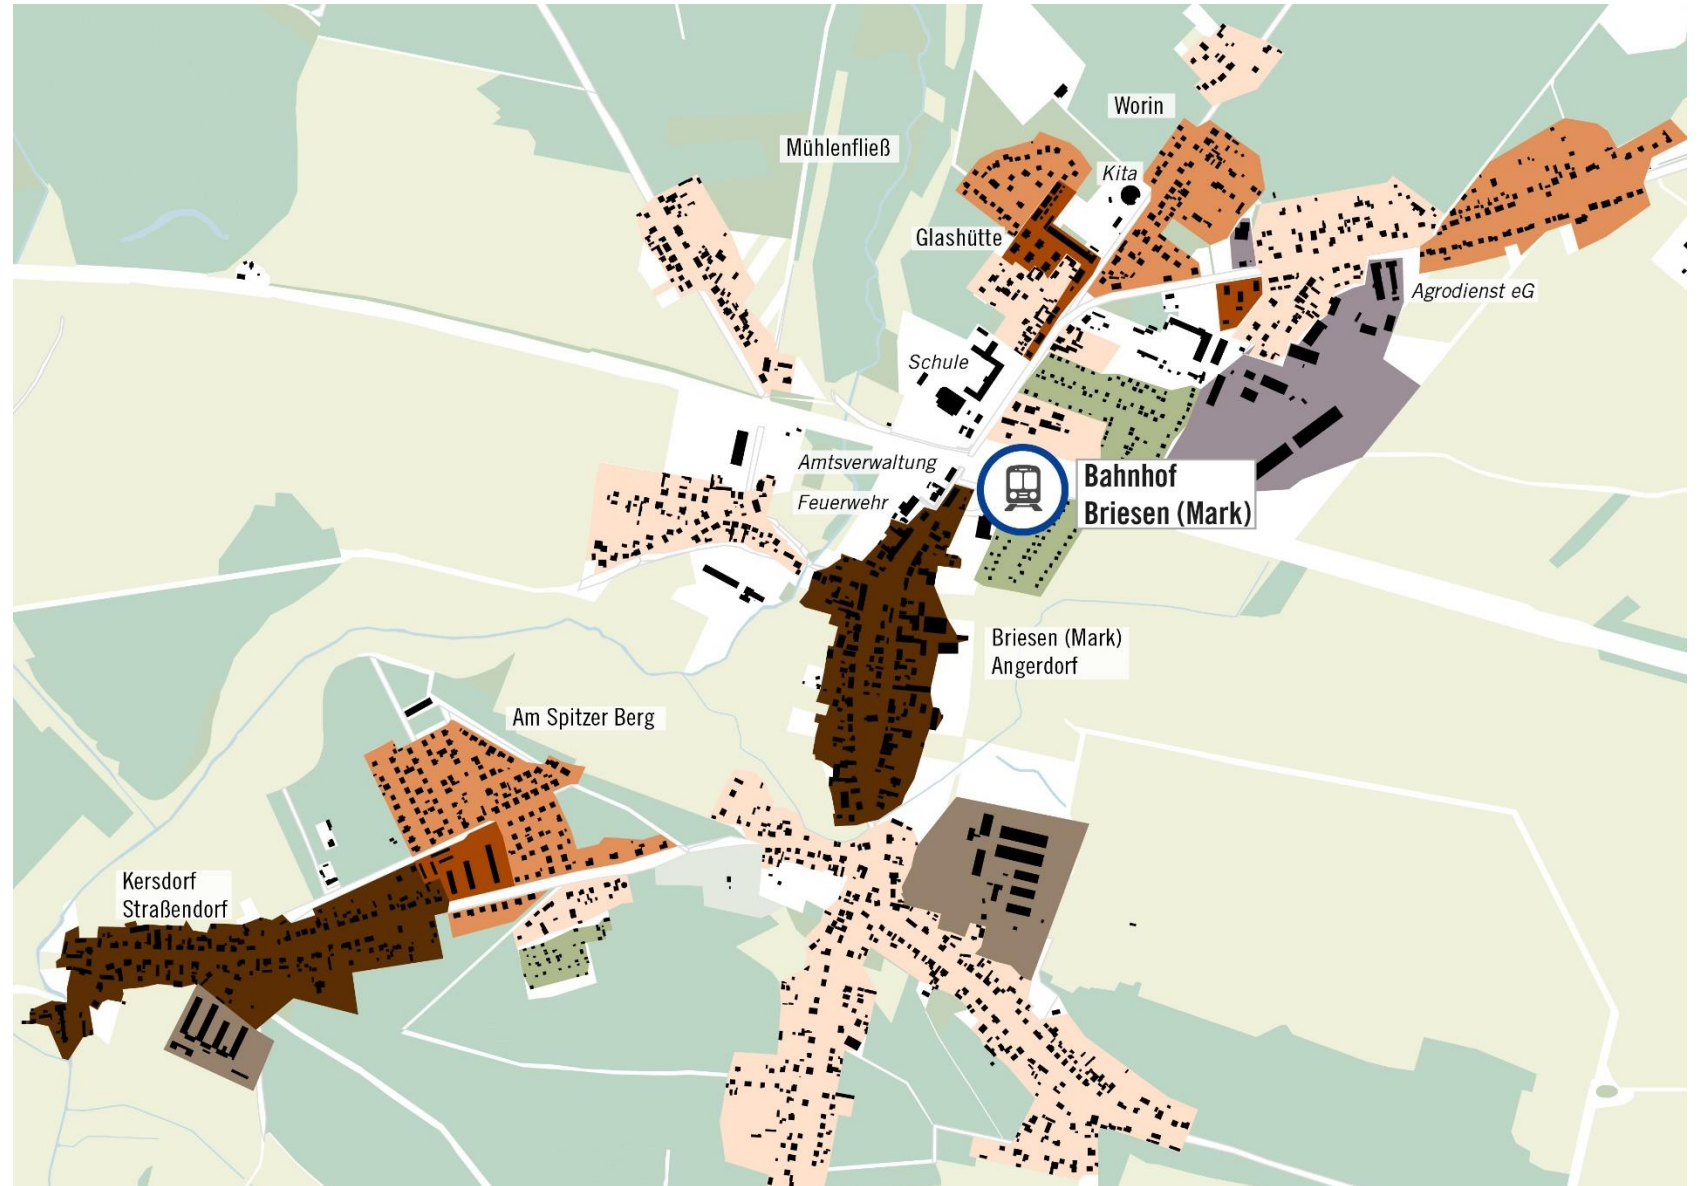 Worin
Mühlenfließ
Kita
Glashütte
Agrodienst eG
Schule
Amtsverwaltung
Feuerwehr
Bahnhof
Briesen (Mark)
Briesen (Mark)
Angerdorf
Am Spitzer Berg
Kersdorf
Straßendorf